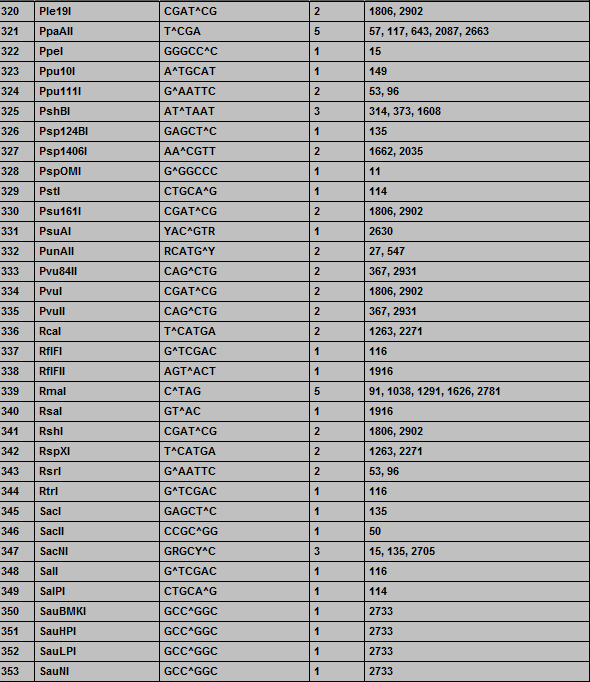 320 Ple19I CGAT^CG 2 1806, 2902
321 PpaAII T^CGA 5 57, 117, 643, 2087, 2663
322 PpeI GGGCC^C 1 15
323 Ppu10I A^TGCAT 1 149
324 Ppu111I G^AATTC 2 53, 96
325 PshBI AT^TAAT 3 314, 373, 1608
326 Psp124BI GAGCT^C 1 135
327 Psp1406I AA^CGTT 2 1662, 2035
328 PspOMI G^GGCCC 1 11
329 PstI CTGCA^G 1 114
330 Psu161I CGAT^CG 2 1806, 2902
331 PsuAI YAC^GTR 1 2630
332 PunAII RCATG^Y 2 27, 547
333 Pvu84II CAG^CTG 2 367, 2931
334 PvuI CGAT^CG 2 1806, 2902
335 PvuII CAG^CTG 2 367, 2931
336 RcaI T^CATGA 2 1263, 2271
337 RflFI G^TCGAC 1 116
338 RflFII AGT^ACT 1 1916
339 RmaI C^TAG 5 91, 1038, 1291, 1626, 2781
340 RsaI GT^AC 1 1916
341 RshI CGAT^CG 2 1806, 2902
342 RspXI T^CATGA 2 1263, 2271
343 RsrI G^AATTC 2 53, 96
344 RtrI G^TCGAC 1 116
345 SacI GAGCT^C 1 135
346 SacII CCGC^GG 1 50
347 SacNI GRGCY^C 3 15, 135, 2705
348 SalI G^TCGAC 1 116
349 SalPI CTGCA^G 1 114
350 SauBMKI GCC^GGC 1 2733
351 SauHPI GCC^GGC 1 2733
352 SauLPI GCC^GGC 1 2733
353 SauNI GCC^GGC 1 2733